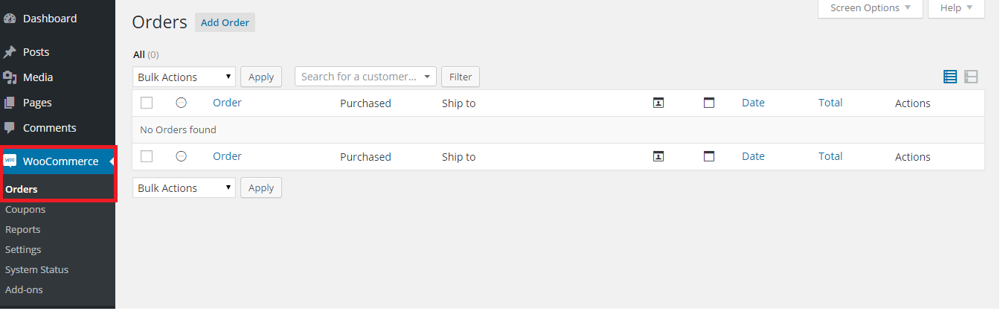 Dashboard
Posts
Media
Pages
Comments
Woo WooCommerce
Orders
Coupons
Reports
Settings
System Status
Add-ons
Screen Options Help
Orders Add Order
All (0)
Bulk Actions Apply Search for a customer... Filter
Order Purchased Ship to Date Total Actions
No Orders found
Order Purchased Ship to Date Total Actions
Bulk Actions Apply